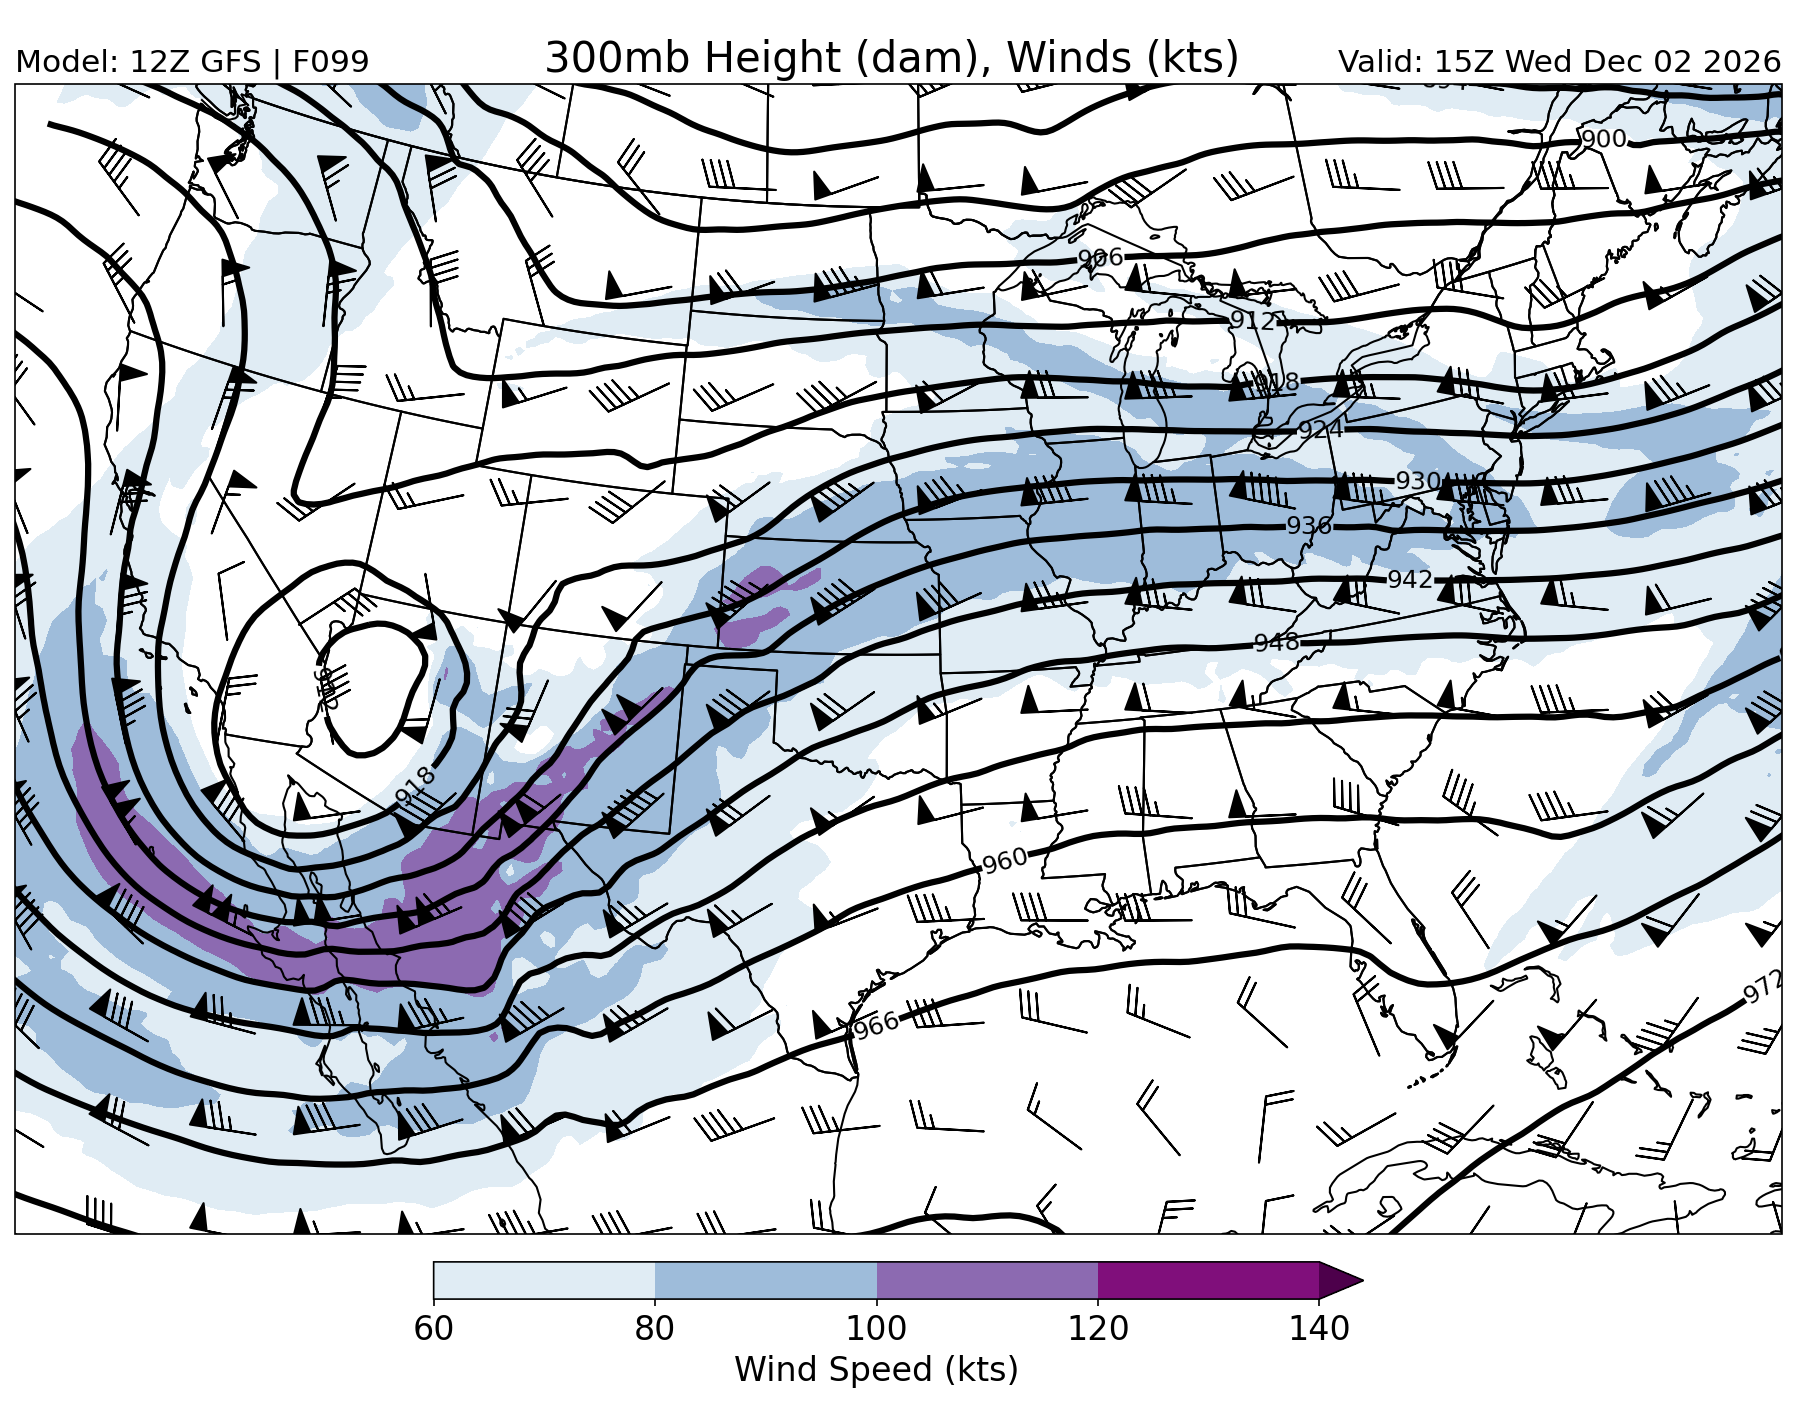 Model: 12Z GFS | F099
300mb Height (dam), Winds (kts)
Valid: 15Z Wed Dec 02 2026
900
906
912
918
924
930
936
942
948
912
918
960
966
972
60 80 100 120 140
Wind Speed (kts)